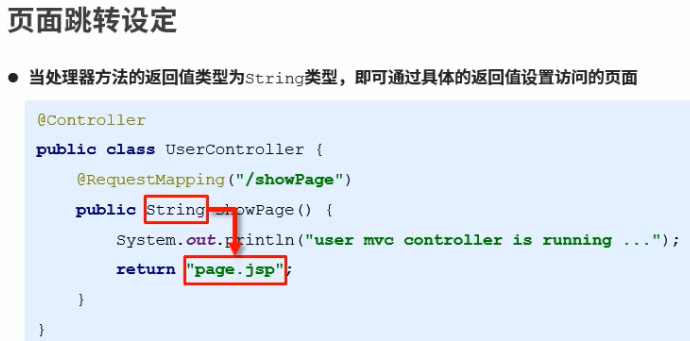 页面跳转设定
● 当处理器方法的返回值类型为String类型，即可通过具体的返回值设置访问的页面
@Controller
public class UserController {
@RequestMapping("/showPage")
public String showPage() {
System.out.println("user mvc controller is running ...");
return "page.jsp";
}
}